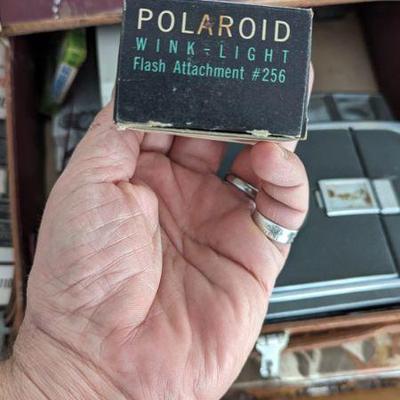 POLAROID
WINK-LIGHT
Flash Attachment #256